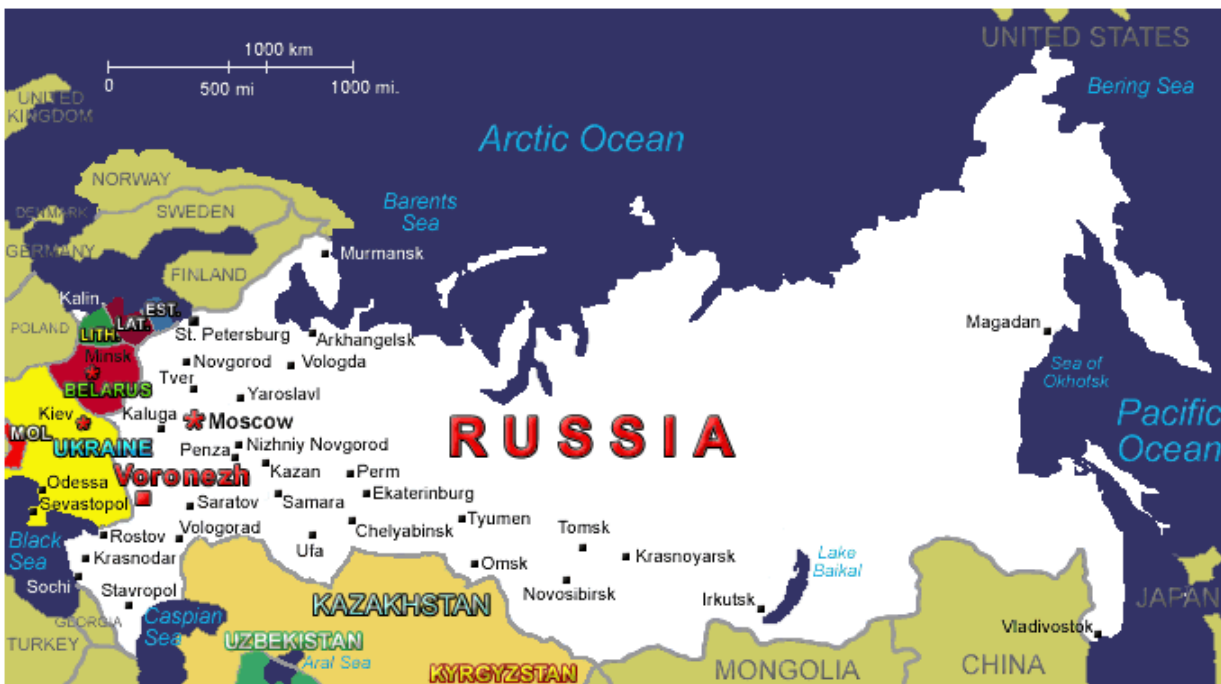 1000 km
0
500 mi
1000 mi.
UNITED STATES
Bering Sea
UNITED
KINGDOM
Arctic Ocean
NORWAY
Barents
Sea
DENMARK
SWEDEN
GERMANY
FINLAND
Murmansk
Kalin.
EST.
LAT.
LITH.
POLAND
St. Petersburg
Arkhangelsk
Magadan
Minsk
Novgorod
Vologda
Sea of
Okhotsk
Tver
BELARUS
Yaroslavl
Kiev
Kaluga
Moscow
RUSSIA
Pacific
Ocean
MOL
UKRAINE
Nizhniy Novgorod
Penza
Kazan
Perm
Voronezh
Odessa
Saratov
Samara
Ekaterinburg
Sevastopol
Vologorad
Chelyabinsk
Tyumen
Tomsk
Black
Sea
Rostov
Ufa
Krasnodar
Omsk
Krasnoyarsk
Lake
Baikal
Sochi
Stavropol
Novosibirsk
Irkutsk
KAZAKHSTAN
JAPAN
GEORGIA
Caspian
Sea
Vladivostok
TURKEY
UZBEKISTAN
Aral Sea
KYRGYZSTAN
MONGOLIA
CHINA